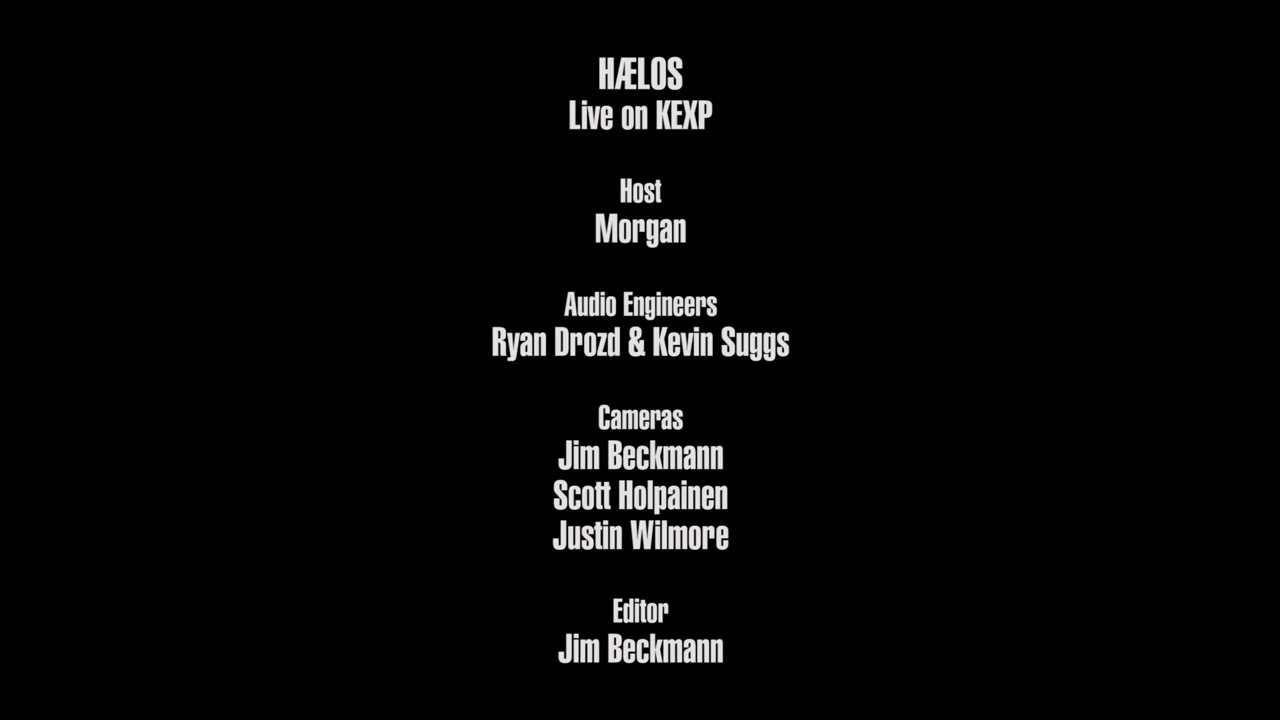 HÆLOS
Live on KEXP
Host
Morgan
Audio Engineers
Ryan Drozd & Kevin Suggs
Cameras
Jim Beckmann
Scott Holpainen
Justin Wilmore
Editor
Jim Beckmann